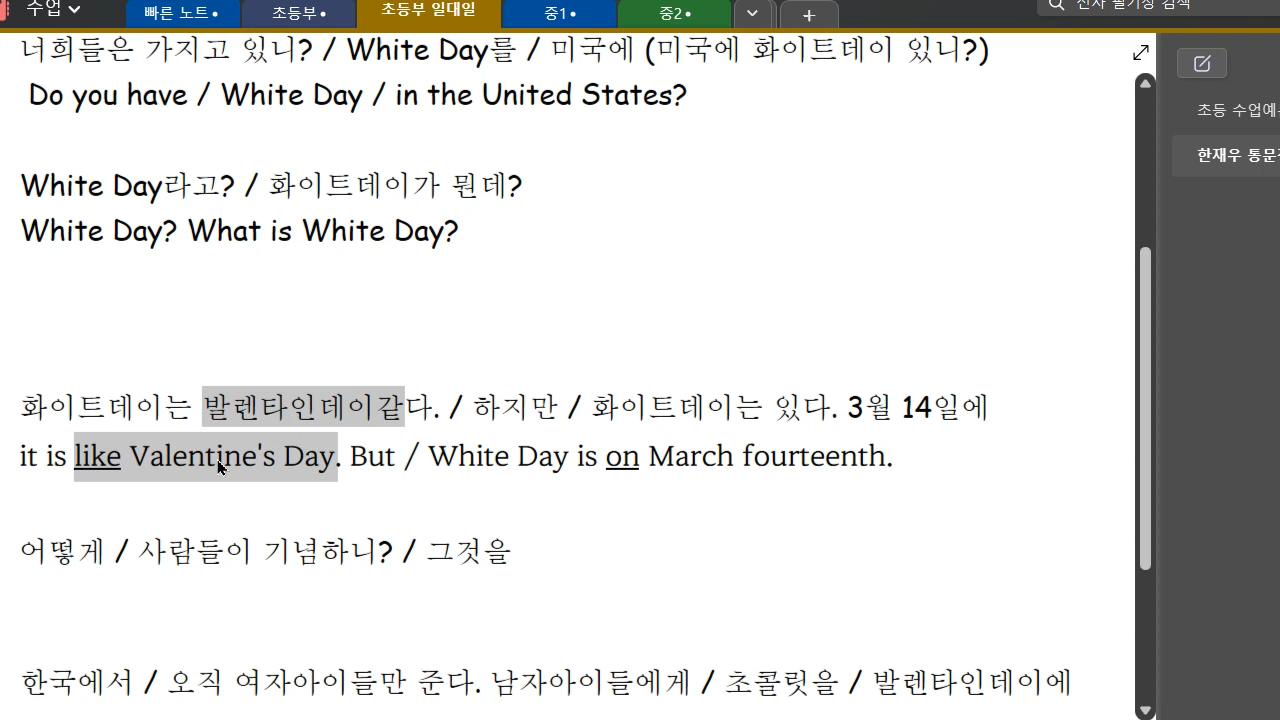 수업
빠른 노트•
초등부•
초등부 일대일
중1•
중2•
+
너희들은 가지고 있니? / White Day를 / 미국에 (미국에 화이트데이 있니?)
Do you have / White Day / in the United States?
초등 수업예
한재우 통문
White Day라고? / 화이트데이가 뭔데?
White Day? What is White Day?
화이트데이는 발렌타인데이같다. / 하지만 / 화이트데이는 있다. 3월 14일에
it is like Valentine's Day. But / White Day is on March fourteenth.
어떻게 / 사람들이 기념하니? / 그것을
한국에서 / 오직 여자아이들만 준다. 남자아이들에게 / 초콜릿을 / 발렌타인데이에